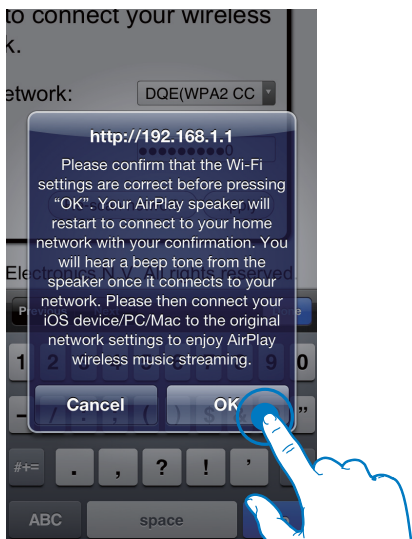 to connect your wireless
k.
etwork:
DQE(WPA2 CC
http://192.168.1.1
●●●●●●●●●0
Please confirm that the Wi-Fi
settings are correct before pressing
“OK”. Your AirPlay speaker will
restart to connect to your home
network with your confirmation. You
will hear a beep tone from the
speaker once it connects to your
network. Please then connect your
iOS device/PC/Mac to the original
network settings to enjoy AirPlay
wireless music streaming.
Electronics N.V. All rights reserved.
Previous
1 2 9 0
Cancel OK
- / : ; ( ) $ & ”
#+= . , ? ! ’
ABC space